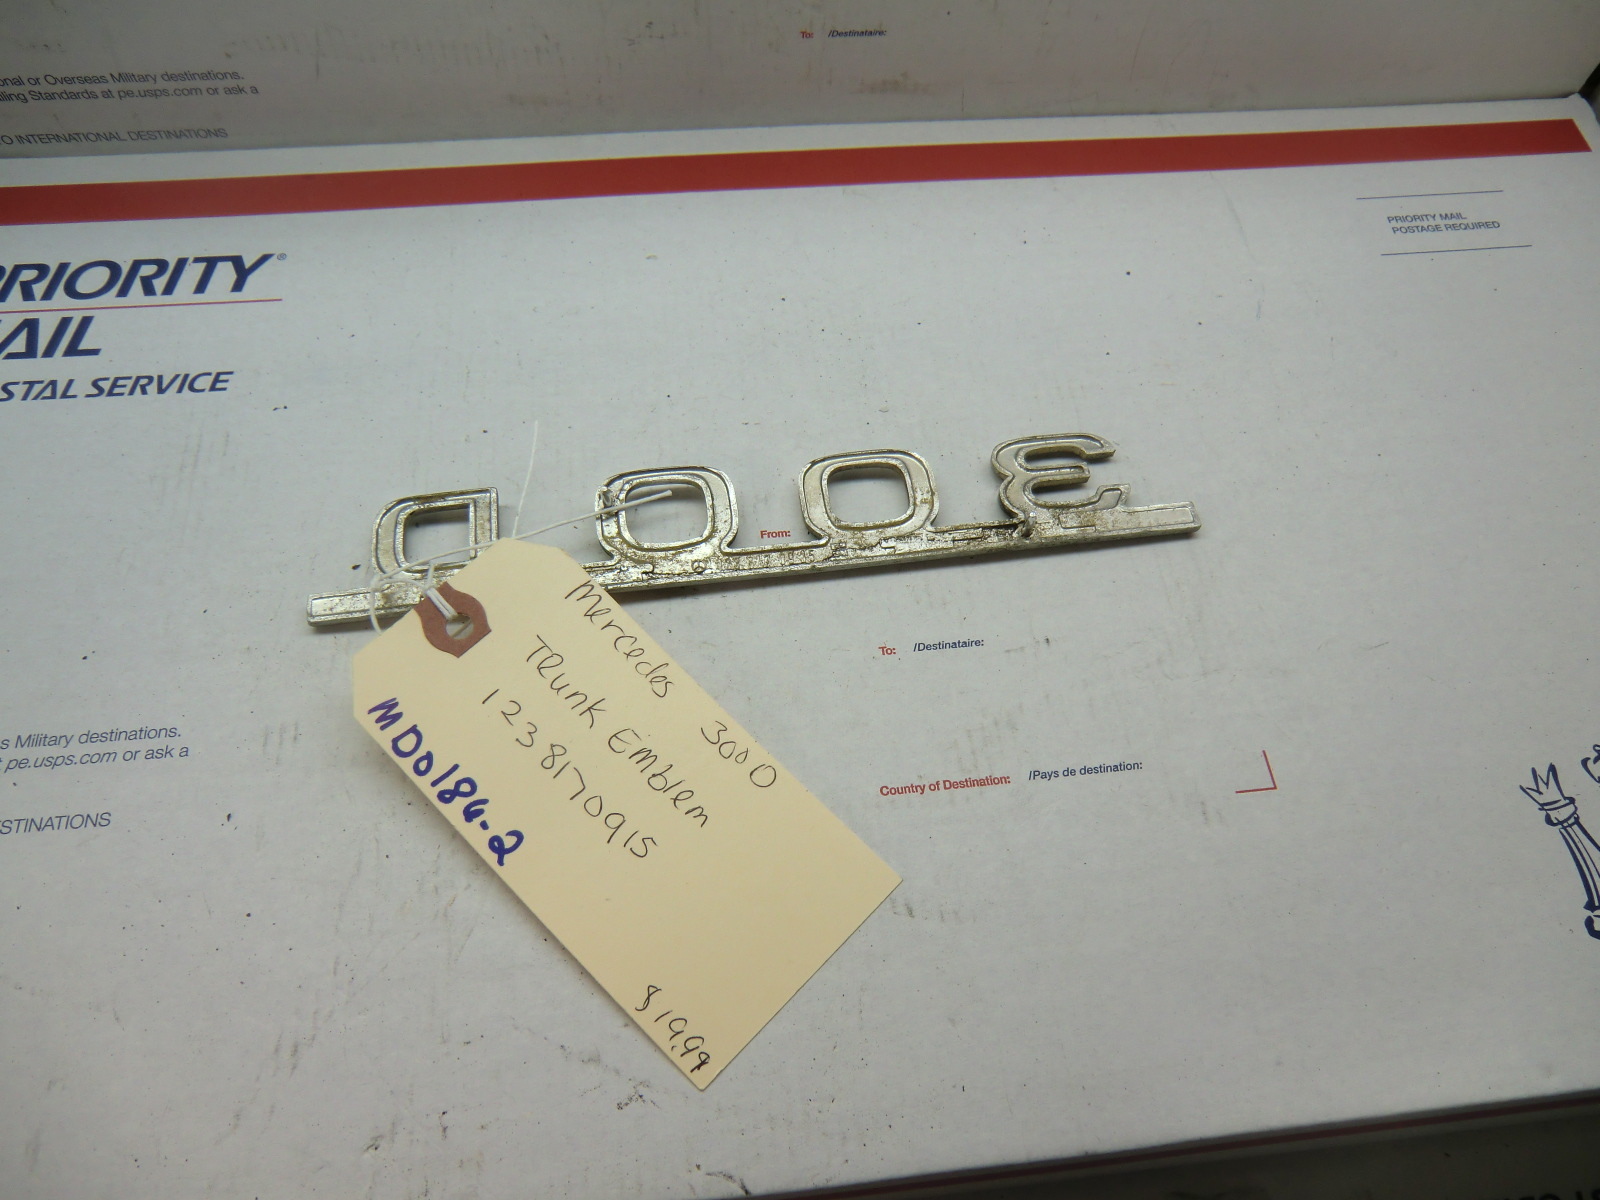 To: /Destinataire:
onal or Overseas Military destinations.
iling Standards at pe.usps.com or ask a
O INTERNATIONAL DESTINATIONS
PRIORITY MAIL
POSTAGE REQUIRED
PRIORITY®
AIL
STAL SERVICE
300D
From:
To: /Destinataire:
Country of Destination: /Pays de destination:
s Military destinations.
t pe.usps.com or ask a
STINATIONS
Mercedes 300D
Trunk Emblem
1238170915
MD0186-2
$19.99